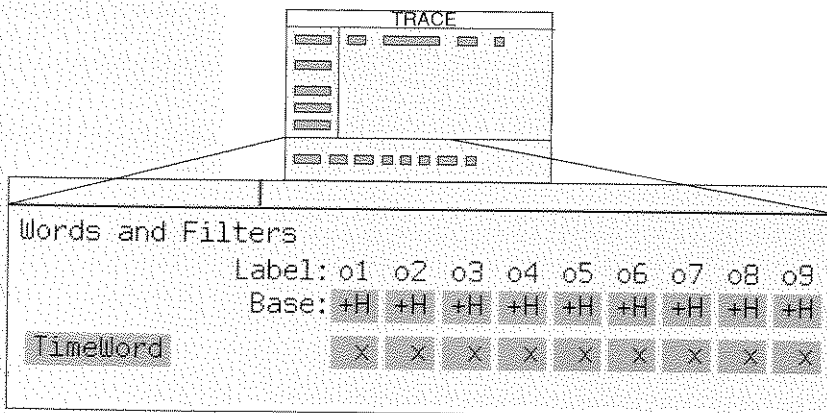 TRACE
Words and Filters
Label: o1 o2 o3 o4 o5 o6 o7 o8 o9
Base: +H +H +H +H +H +H +H +H +H
TimeWord x x x x x x x x x